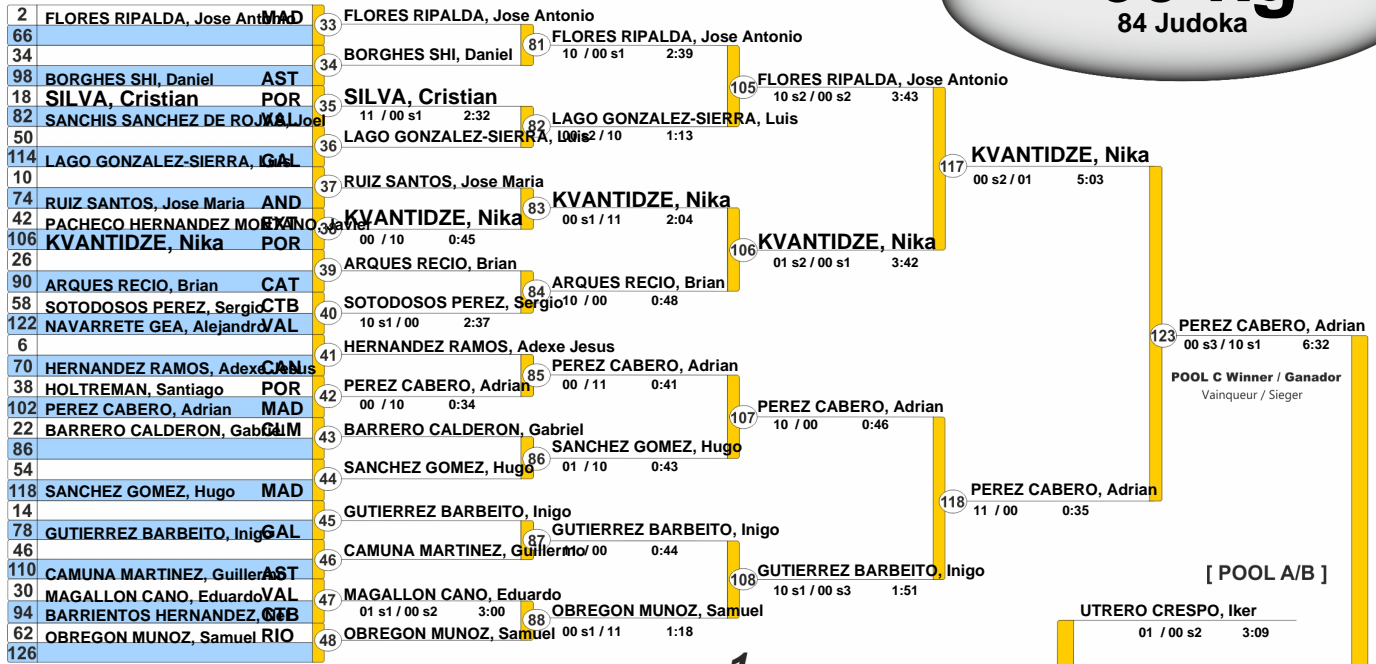 84 Judoka
2 FLORES RIPALDA, Jose Antonio MAD
66
34
98 BORGHES SHI, Daniel AST
18 SILVA, Cristian POR
82 SANCHIS SANCHEZ DE ROJAS, Joel VAL
50
114 LAGO GONZALEZ-SIERRA, Luis GAL
10
74 RUIZ SANTOS, Jose Maria AND
42 PACHECO HERNANDEZ MONTANO, Javier EXT
106 KVANTIDZE, Nika POR
26
90 ARQUES RECIO, Brian CAT
58 SOTODOSOS PEREZ, Sergio CTB
122 NAVARRETE GEA, Alejandro VAL
6
70 HERNANDEZ RAMOS, Adexe Jesus CAN
38 HOLTREMAN, Santiago POR
102 PEREZ CABERO, Adrian MAD
22 BARRERO CALDERON, Gabriel CLM
86
54
118 SANCHEZ GOMEZ, Hugo MAD
14
78 GUTIERREZ BARBEITO, Inigo GAL
46
110 CAMUNA MARTINEZ, Guillermo AST
30 MAGALLON CANO, Eduardo VAL
94 BARRIENTOS HERNANDEZ, CTB
62 OBREGON MUNOZ, Samuel RIO
126
33 FLORES RIPALDA, Jose Antonio
34 BORGHES SHI, Daniel
35 SILVA, Cristian
11 / 00 s1 2:32
36 LAGO GONZALEZ-SIERRA, Luis
37 RUIZ SANTOS, Jose Maria
38 KVANTIDZE, Nika
00 / 10 0:45
39 ARQUES RECIO, Brian
40 SOTODOSOS PEREZ, Sergio
10 s1 / 00 2:37
41 HERNANDEZ RAMOS, Adexe Jesus
42 PEREZ CABERO, Adrian
00 / 10 0:34
43 BARRERO CALDERON, Gabriel
44 SANCHEZ GOMEZ, Hugo
45 GUTIERREZ BARBEITO, Inigo
46 CAMUNA MARTINEZ, Guillermo
47 MAGALLON CANO, Eduardo
01 s1 / 00 s2 3:00
48 OBREGON MUNOZ, Samuel
81 FLORES RIPALDA, Jose Antonio
10 / 00 s1 2:39
82 LAGO GONZALEZ-SIERRA, Luis
00 s2 / 10 1:13
83 KVANTIDZE, Nika
00 s1 / 11 2:04
84 ARQUES RECIO, Brian
10 / 00 0:48
85 PEREZ CABERO, Adrian
00 / 11 0:41
86 SANCHEZ GOMEZ, Hugo
01 / 10 0:43
87 GUTIERREZ BARBEITO, Inigo
/ 00 0:44
88 OBREGON MUNOZ, Samuel
00 s1 / 11 1:18
105 FLORES RIPALDA, Jose Antonio
10 s2 / 00 s2 3:43
106 KVANTIDZE, Nika
01 s2 / 00 s1 3:42
107 PEREZ CABERO, Adrian
10 / 00 0:46
108 GUTIERREZ BARBEITO, Inigo
10 s1 / 00 s3 1:51
117 KVANTIDZE, Nika
00 s2 / 01 5:03
118 PEREZ CABERO, Adrian
11 / 00 0:35
123 PEREZ CABERO, Adrian
00 s3 / 10 s1 6:32
POOL C Winner / Ganador
Vainqueur / Sieger
[ POOL A/B ]
UTRERO CRESPO, Iker
01 / 00 s2 3:09